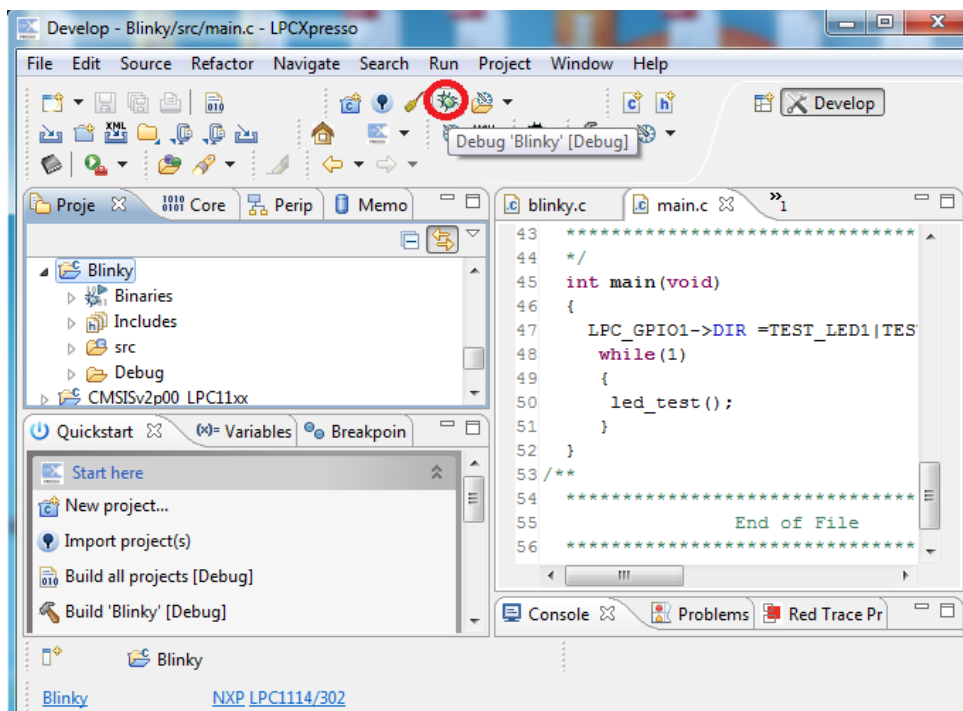 Develop - Blinky/src/main.c - LPCXpresso
File Edit Source Refactor Navigate Search Run Project Window Help
Develop
Debug 'Blinky' [Debug]
Proje Core Perip Memo
Blinky
Binaries
Includes
src
Debug
CMSISv2p00_LPC11xx
Quickstart (x)= Variables Breakpoin
Start here
New project...
Import project(s)
Build all projects [Debug]
Build 'Blinky' [Debug]
blinky.c main.c »1
43 *******************************
44 */
45 int main(void)
46 {
47 LPC_GPIO1->DIR =TEST_LED1|TES
48 while(1)
49 {
50 led_test();
51 }
52 }
53 /**
54 *******************************
55 End of File
56 *******************************
Console Problems Red Trace Pr
Blinky
Blinky NXP LPC1114/302